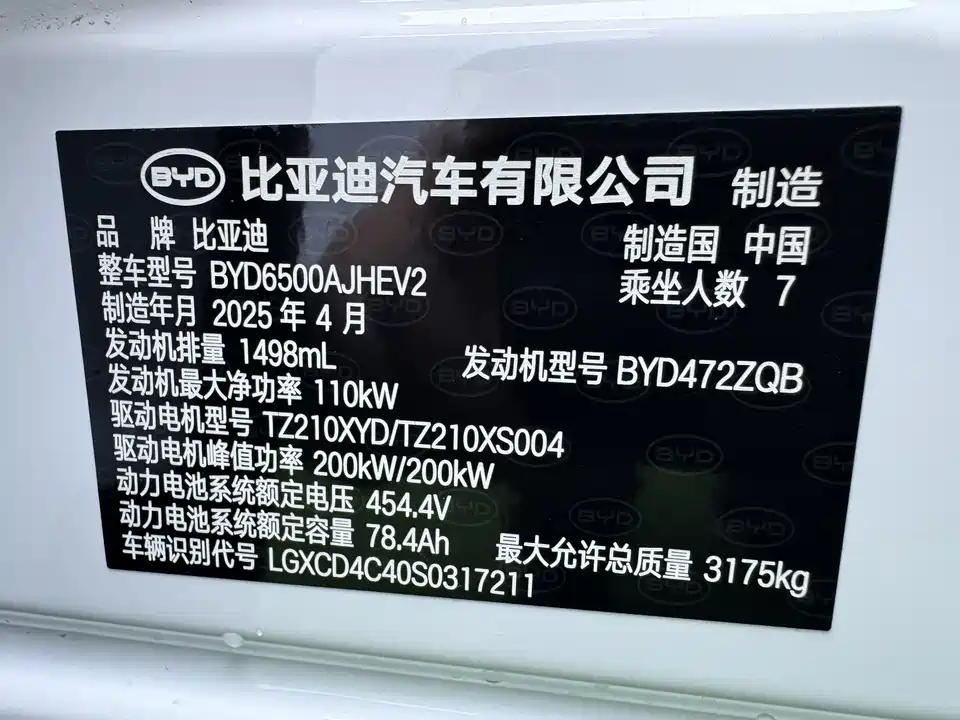 BYD 比亚迪汽车有限公司 制造
品 牌 比亚迪 制造国 中国
整车型号 BYD6500AJHEV2 乘坐人数 7
制造年月 2025 年 4 月
发动机排量 1498mL 发动机型号 BYD472ZQB
发动机最大净功率 110kW
驱动电机型号 TZ210XYD/TZ210XS004
驱动电机峰值功率 200kW/200kW
动力电池系统额定电压 454.4V
动力电池系统额定容量 78.4Ah 最大允许总质量 3175kg
车辆识别代号 LGXCD4C40S0317211